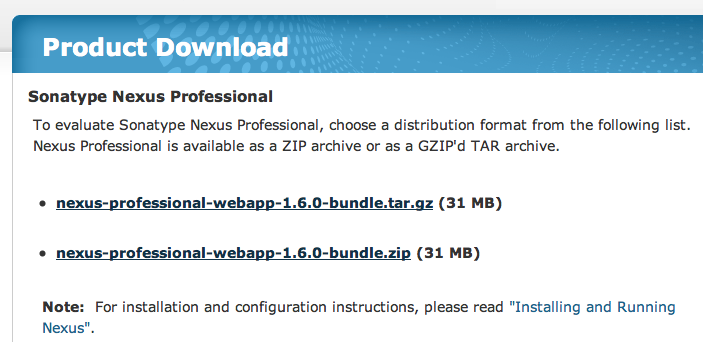 Product Download
Sonatype Nexus Professional
To evaluate Sonatype Nexus Professional, choose a distribution format from the following list.
Nexus Professional is available as a ZIP archive or as a GZIP'd TAR archive.
• nexus-professional-webapp-1.6.0-bundle.tar.gz (31 MB)
• nexus-professional-webapp-1.6.0-bundle.zip (31 MB)
Note: For installation and configuration instructions, please read "Installing and Running
Nexus".